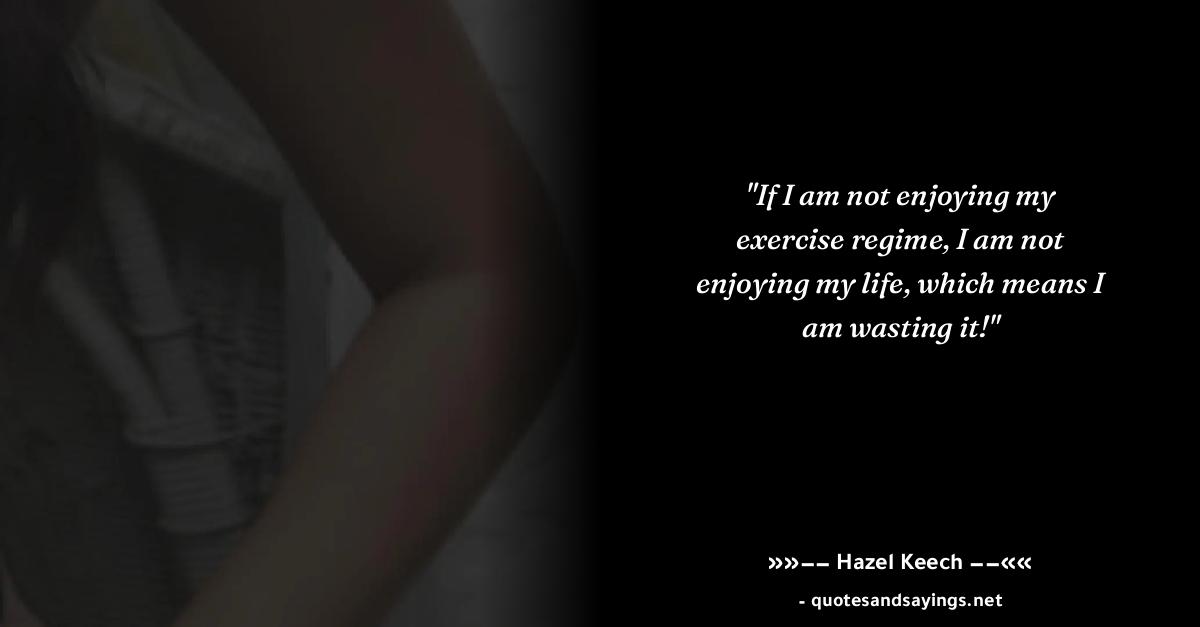 "If I am not enjoying my
exercise regime, I am not
enjoying my life, which means I
am wasting it!"
»»−− Hazel Keech −−««
- quotesandsayings.net